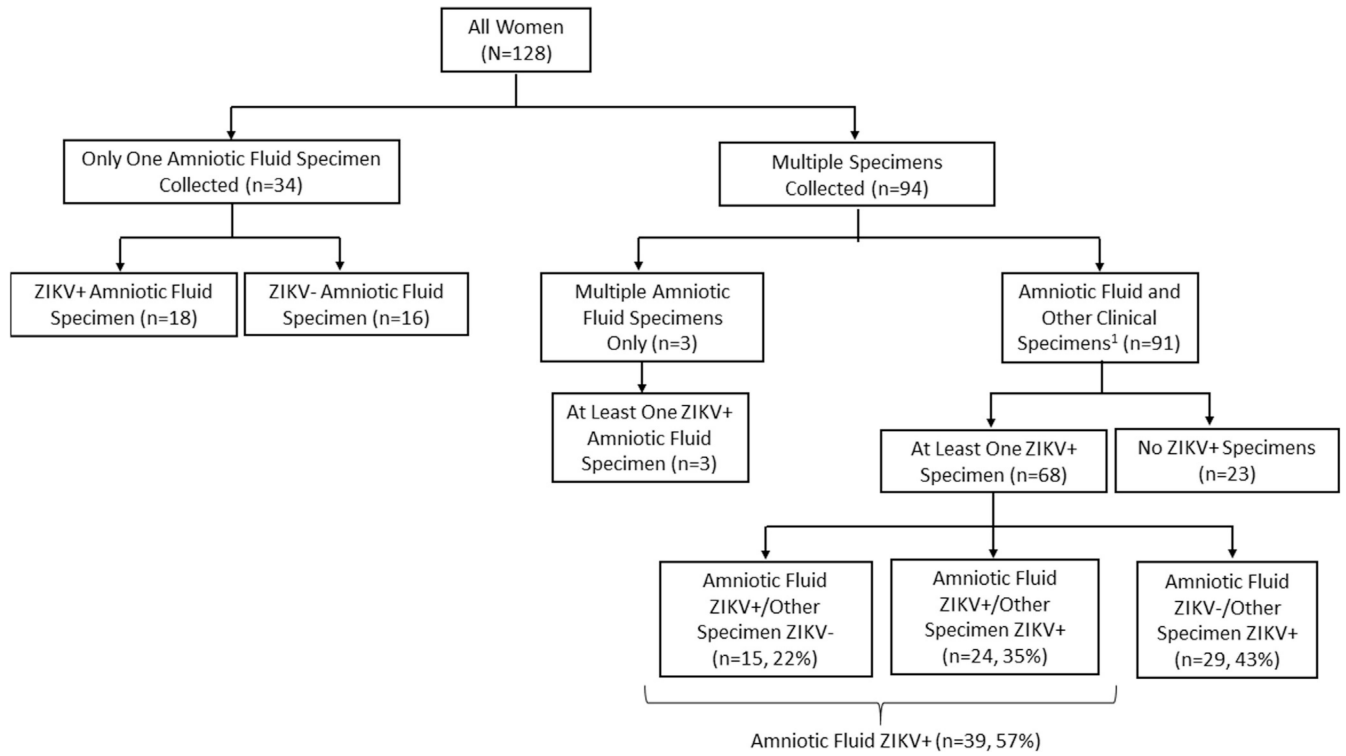 All Women
(N=128)
Only One Amniotic Fluid Specimen
Collected (n=34)
Multiple Specimens
Collected (n=94)
ZIKV+ Amniotic Fluid
Specimen (n=18)
ZIKV- Amniotic Fluid
Specimen (n=16)
Multiple Amniotic
Fluid Specimens
Only (n=3)
Amniotic Fluid and
Other Clinical
Specimens¹ (n=91)
At Least One ZIKV+
Amniotic Fluid
Specimen (n=3)
At Least One ZIKV+
Specimen (n=68)
No ZIKV+ Specimens
(n=23)
Amniotic Fluid
ZIKV+/Other
Specimen ZIKV-
(n=15, 22%)
Amniotic Fluid
ZIKV+/Other
Specimen ZIKV+
(n=24, 35%)
Amniotic Fluid
ZIKV-/Other
Specimen ZIKV+
(n=29, 43%)
Amniotic Fluid ZIKV+ (n=39, 57%)